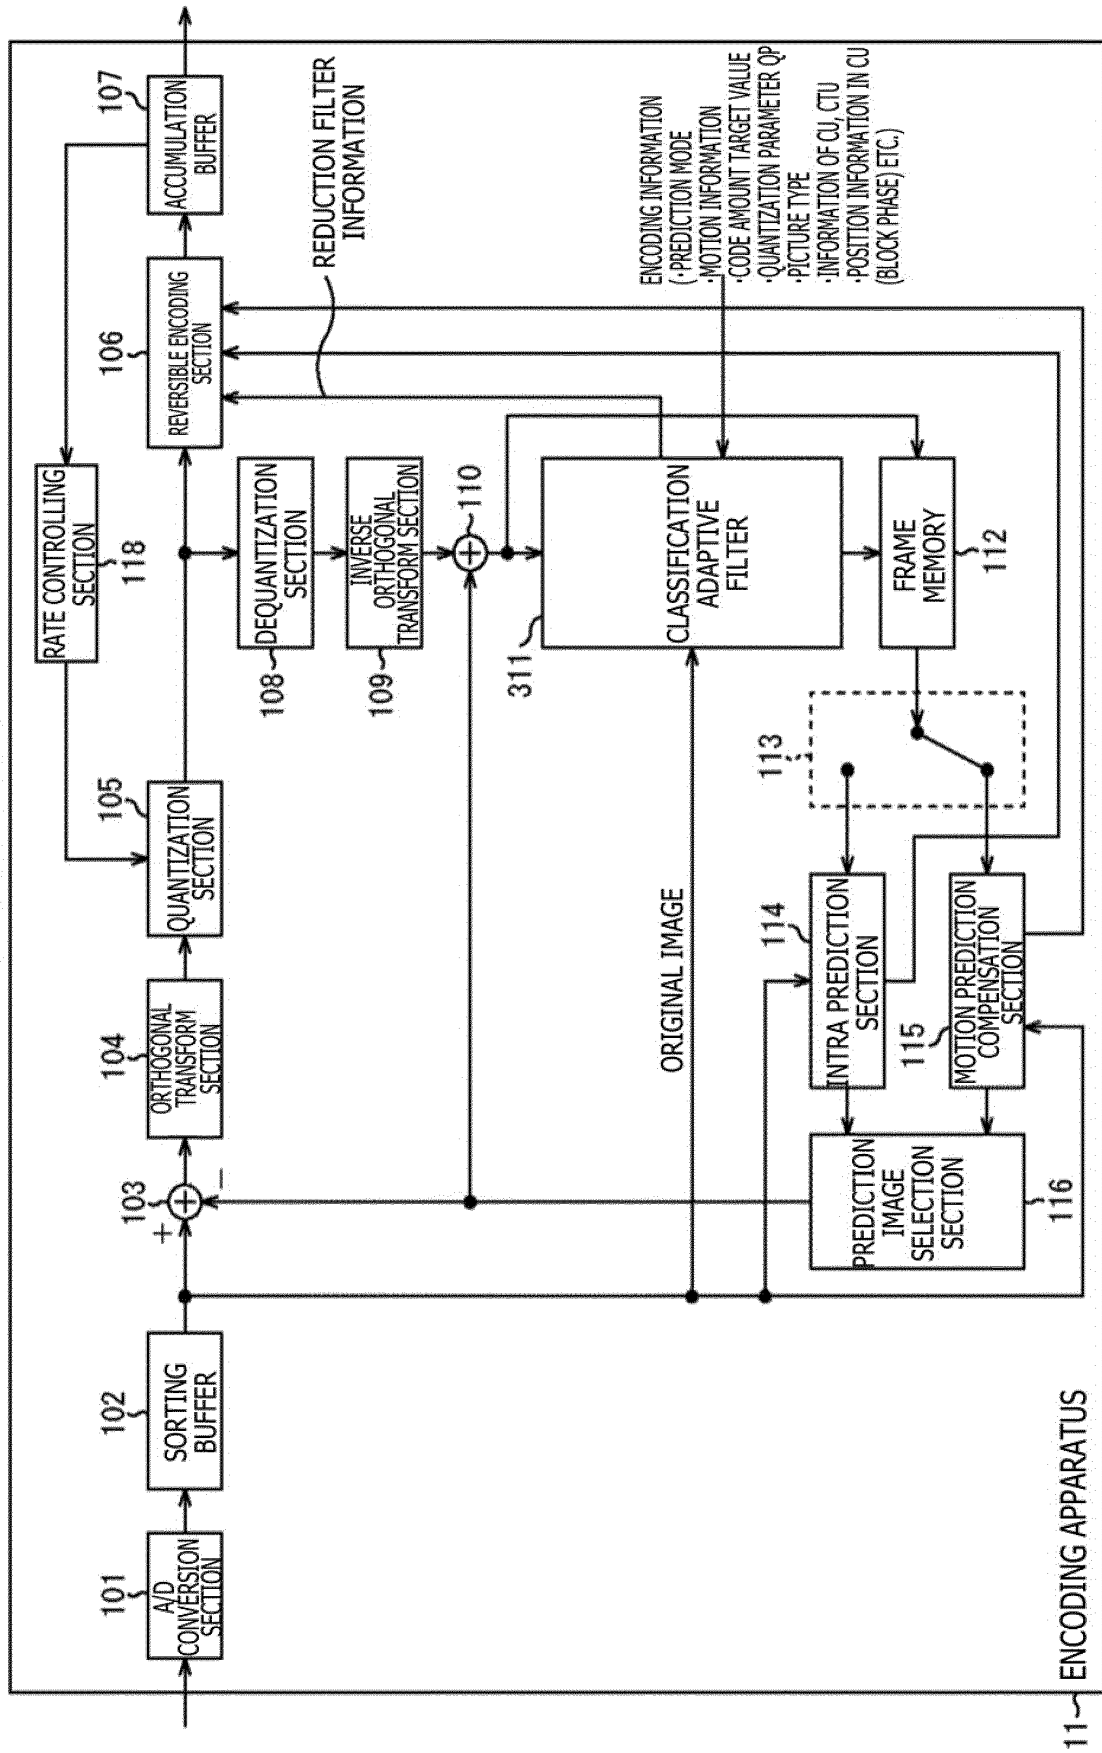 101
A/D
CONVERSION
SECTION
102
SORTING
BUFFER
103
+
−
104
ORTHOGONAL
TRANSFORM
SECTION
105
QUANTIZATION
SECTION
RATE CONTROLLING
SECTION
118
106
REVERSIBLE ENCODING
SECTION
107
ACCUMULATION
BUFFER
REDUCTION FILTER
INFORMATION
108
DEQUANTIZATION
SECTION
109
INVERSE
ORTHOGONAL
TRANSFORM SECTION
110
ORIGINAL IMAGE
311
CLASSIFICATION
ADAPTIVE
FILTER
ENCODING INFORMATION
(·PREDICTION MODE
·MOTION INFORMATION
·CODE AMOUNT TARGET VALUE
·QUANTIZATION PARAMETER QP
·PICTURE TYPE
·INFORMATION OF CU, CTU
·POSITION INFORMATION IN CU
(BLOCK PHASE) ETC.)
FRAME
MEMORY
112
113
114
INTRA PREDICTION
SECTION
115
MOTION PREDICTION
COMPENSATION
SECTION
PREDICTION
IMAGE
SELECTION
SECTION
116
11 ENCODING APPARATUS